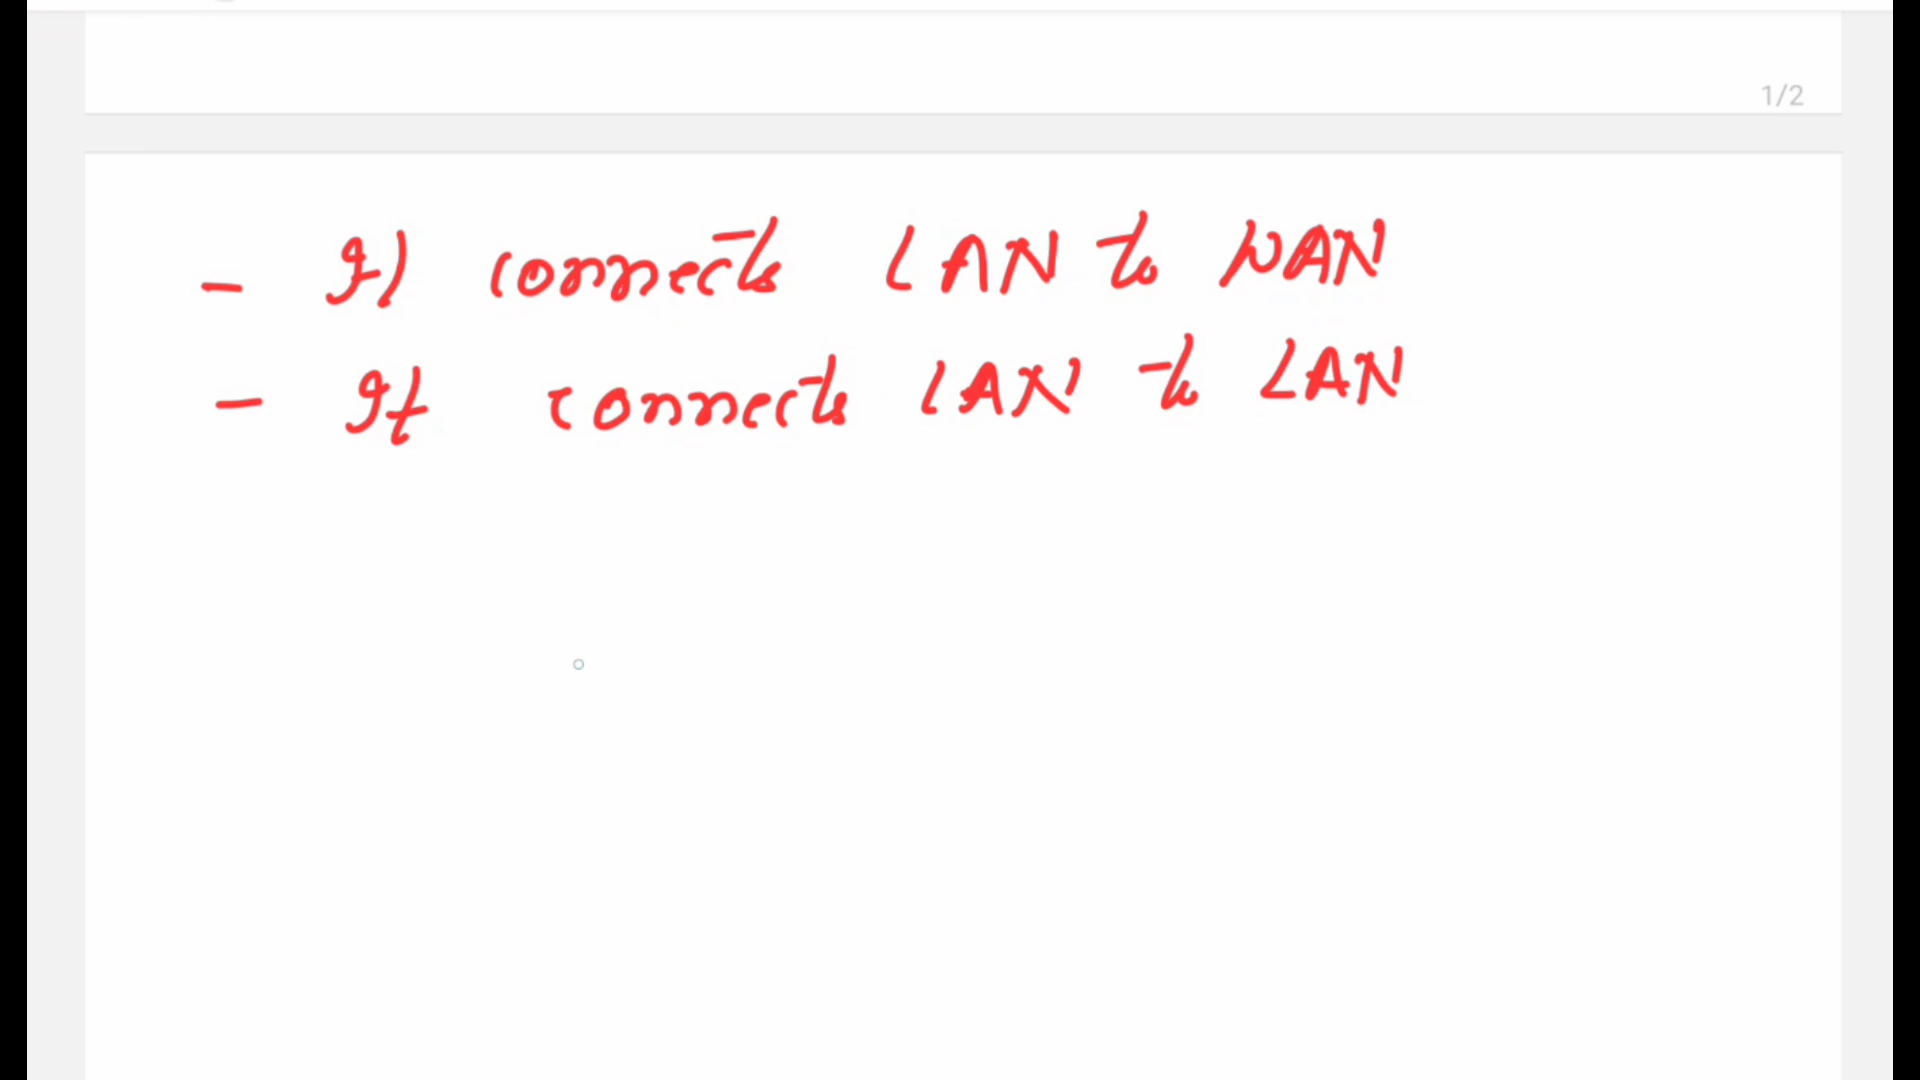 1/2
- It connects LAN to WAN
- It connects LAN to LAN